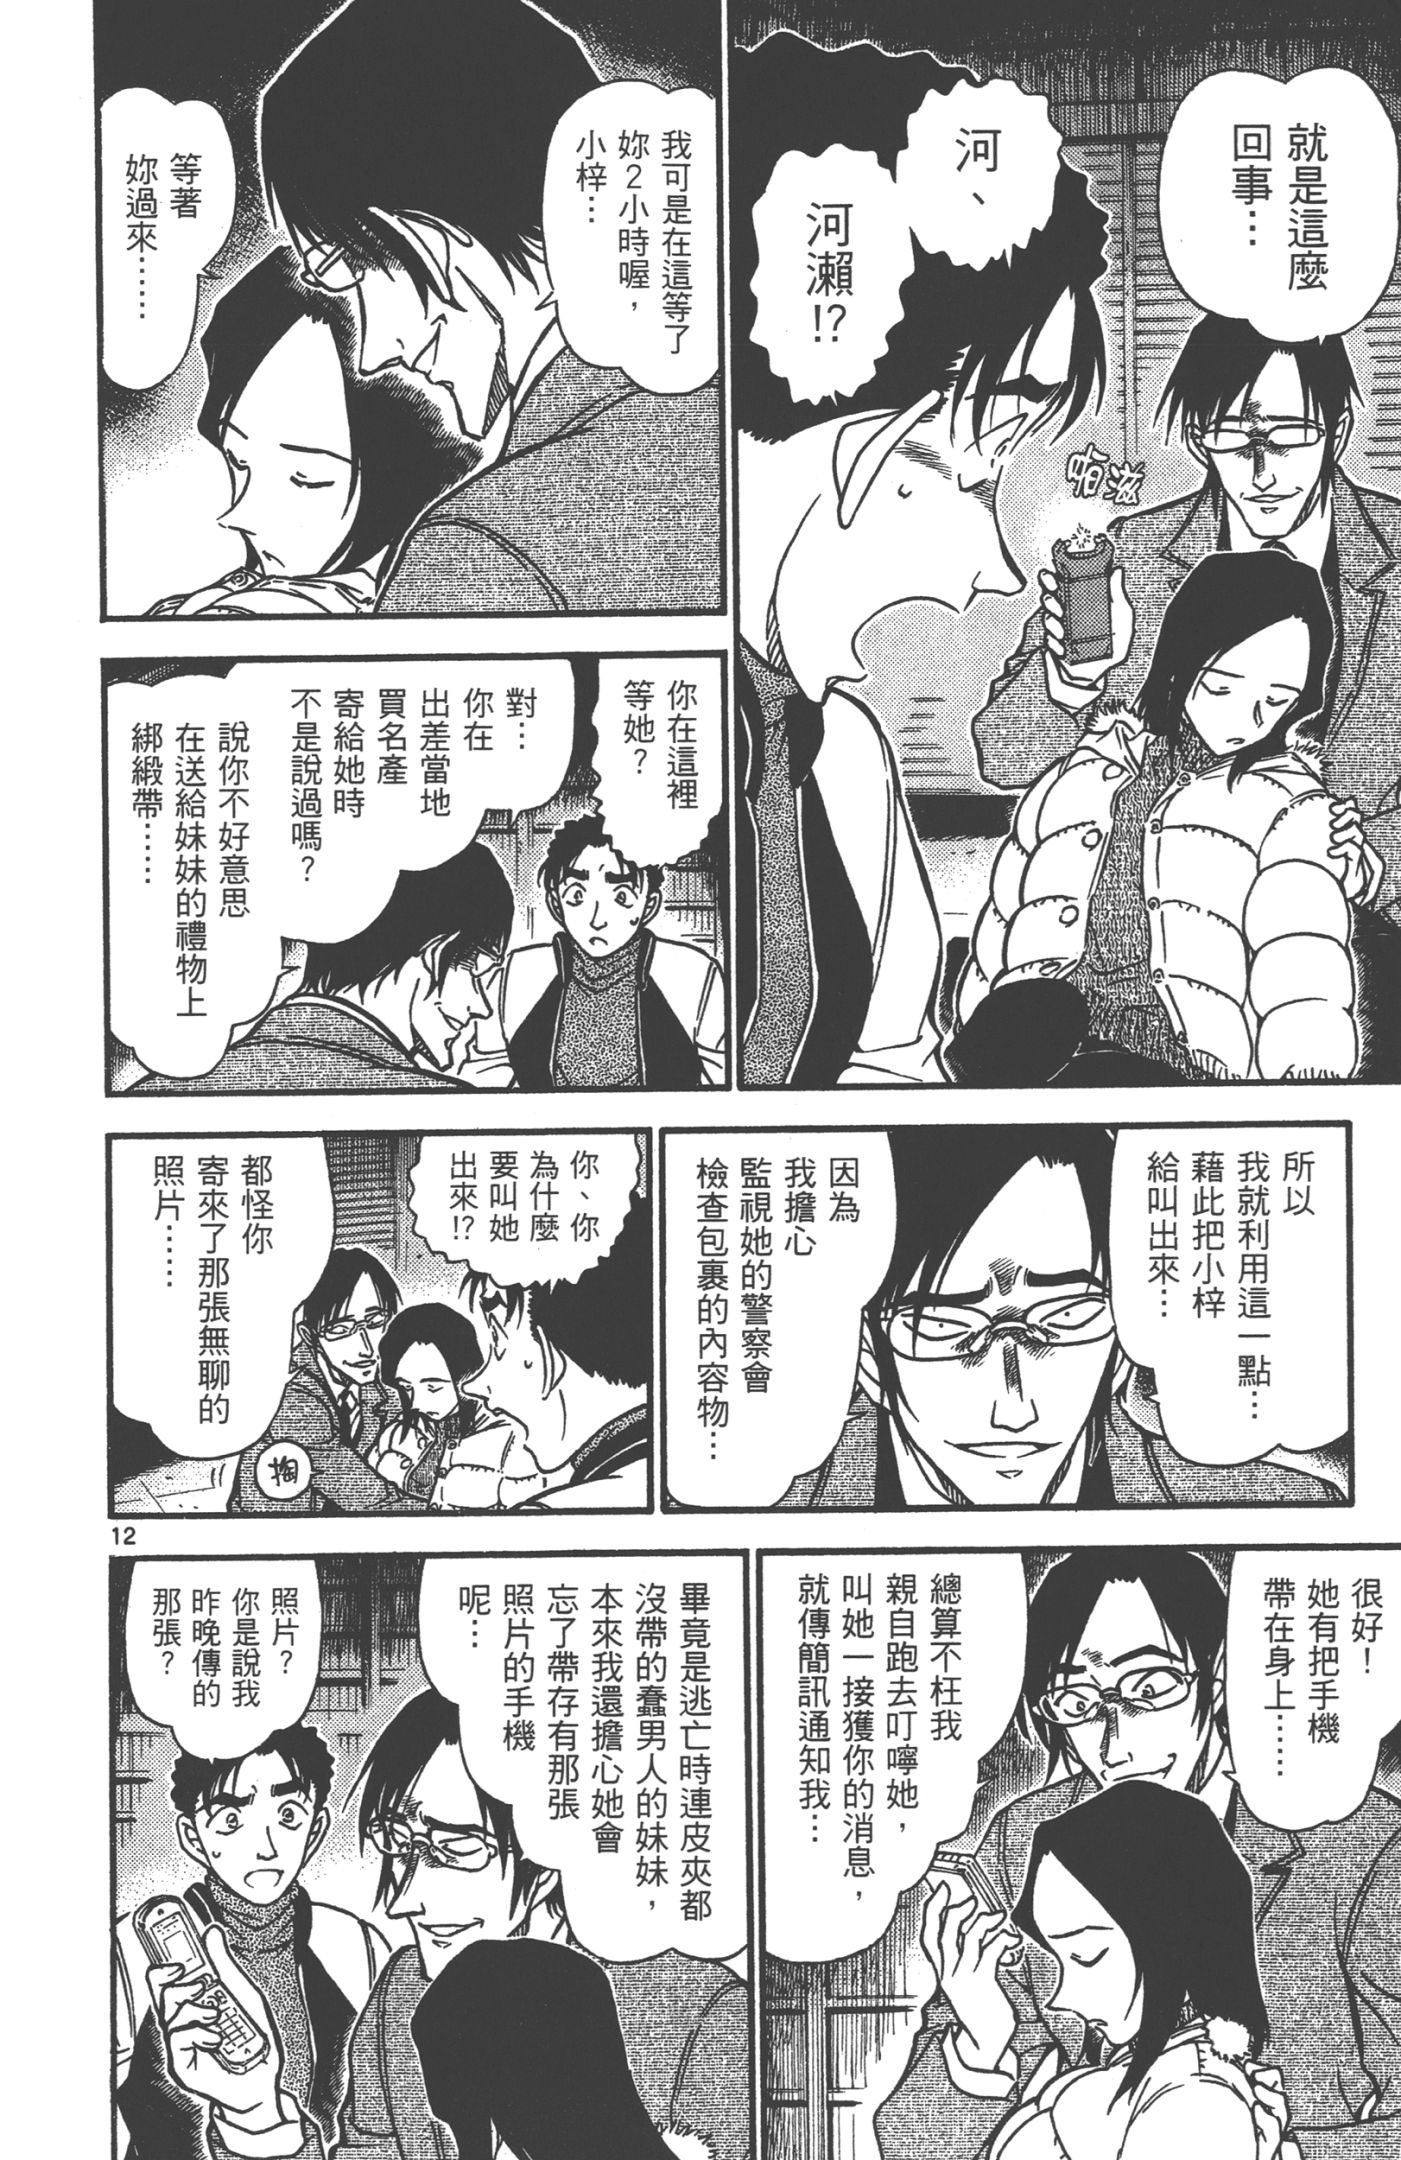 就是這麼
回事…
河、
河瀨!?
啪滋
我可是在這等了
妳2小時喔，
小梓…
等著
妳過來……
你在這裡
等她？
對…
你在
出差當地
買名產
寄給她時
不是說過嗎？
說你不好意思
在送給妹妹的禮物上
綁緞帶……
所以
我就利用這一點…
藉此把小梓
給叫出來…
因為
我擔心
監視她的警察會
檢查包裹的內容物…
你、你
為什麼
要叫她
出來!?
都怪你
寄來了那張無聊的
照片……
掏
12
很好！
她有把手機
帶在身上……
總算不枉我
親自跑去叮嚀她，
叫她一接獲你的消息，
就傳簡訊通知我…
畢竟是逃亡時連皮夾都
沒帶的蠢男人的妹妹，
本來我還擔心她會
忘了帶存有那張
照片的手機
呢…
照片？
你是說我
昨晚傳的
那張？